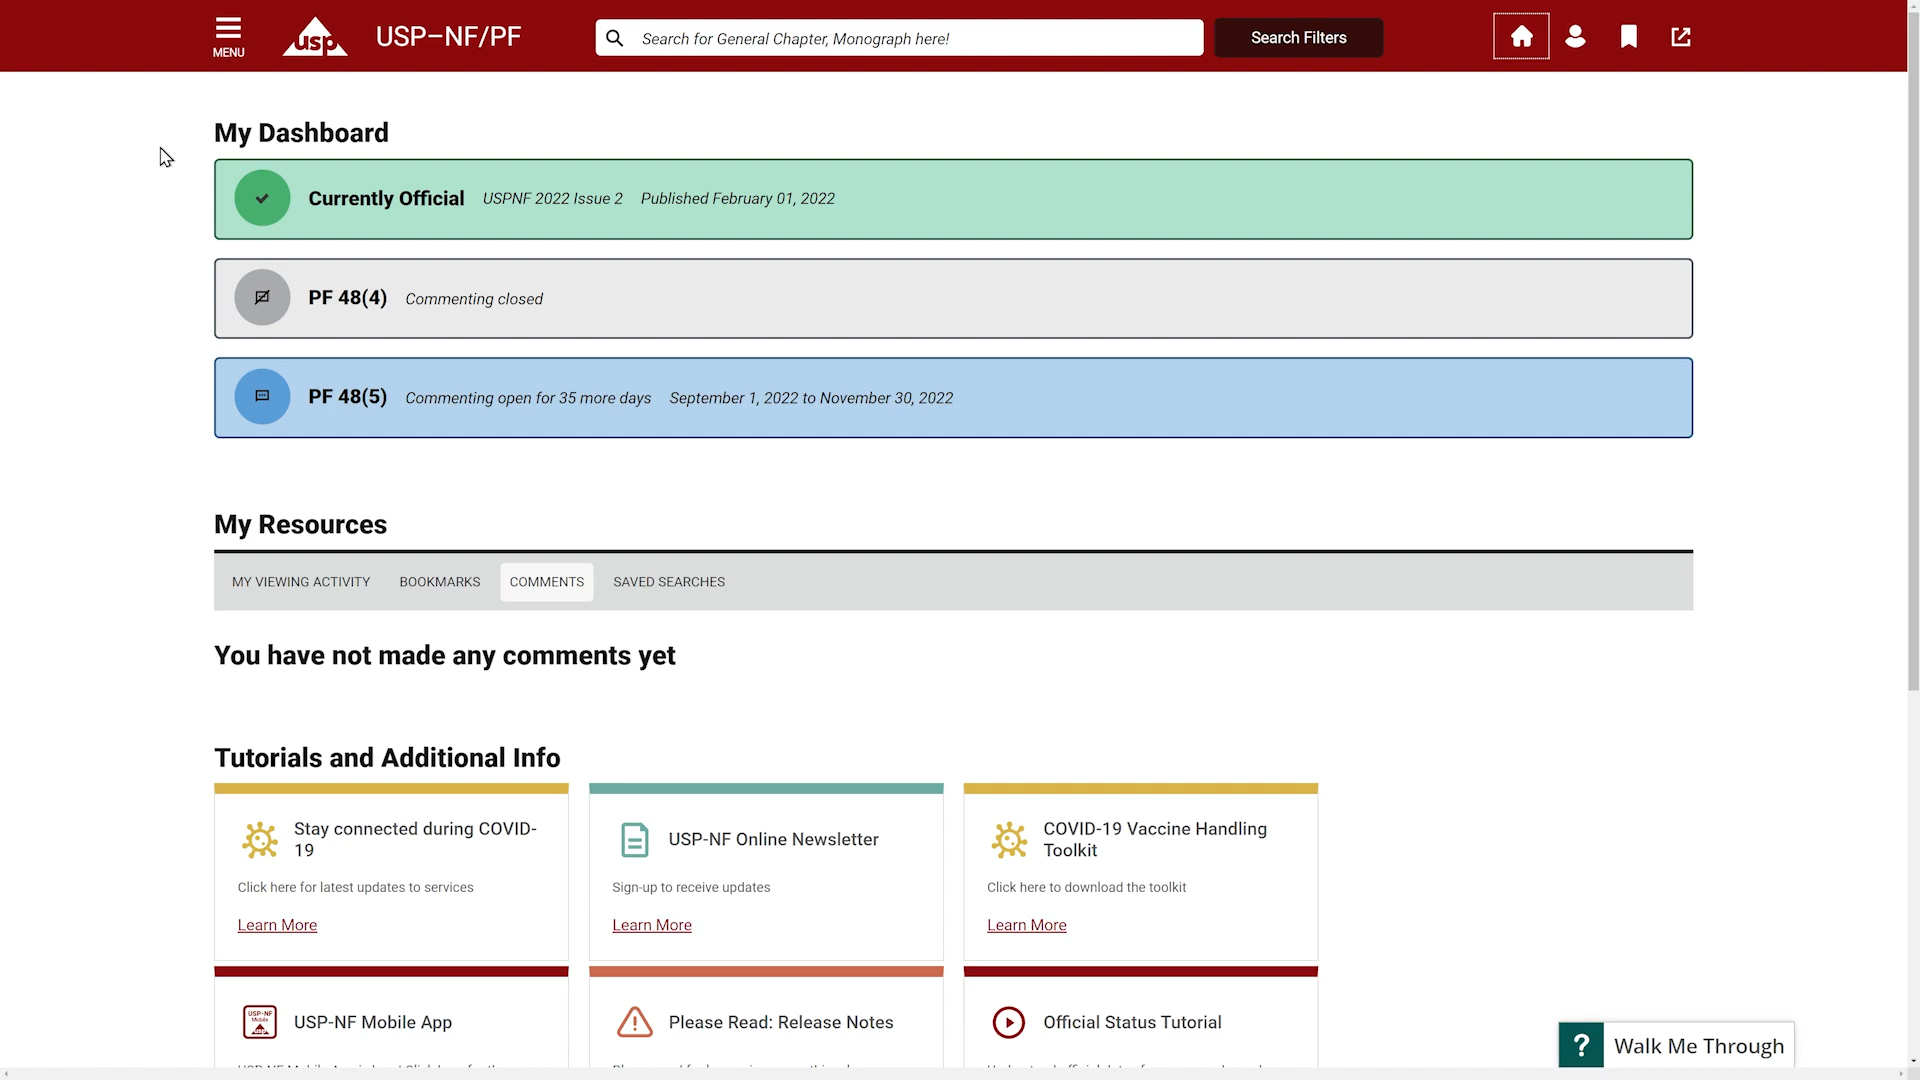 MENU
usp
USP–NF/PF
Search for General Chapter, Monograph here!
Search Filters
My Dashboard
Currently Official USPNF 2022 Issue 2 Published February 01, 2022
PF 48(4) Commenting closed
PF 48(5) Commenting open for 35 more days September 1, 2022 to November 30, 2022
My Resources
MY VIEWING ACTIVITY BOOKMARKS COMMENTS SAVED SEARCHES
You have not made any comments yet
Tutorials and Additional Info
Stay connected during COVID-
19
Click here for latest updates to services
Learn More
USP-NF Online Newsletter
Sign-up to receive updates
Learn More
COVID-19 Vaccine Handling
Toolkit
Click here to download the toolkit
Learn More
USP-NF
Mobile
USP-NF Mobile App
Please Read: Release Notes
Official Status Tutorial
? Walk Me Through